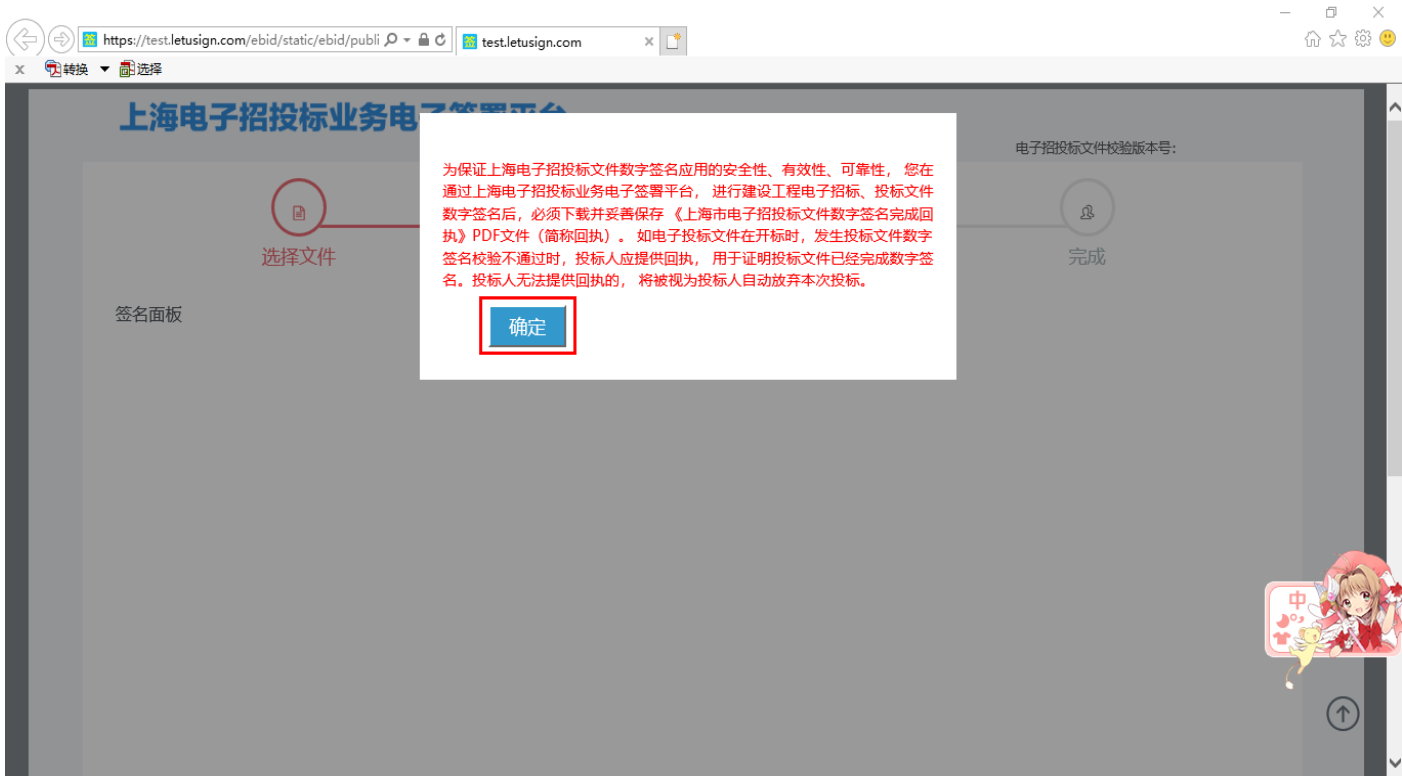 https://test.letusign.com/ebid/static/ebid/publi
test.letusign.com
x 转换 选择
上海电子招投标业务电
电子招投标文件校验版本号:
为保证上海电子招投标文件数字签名应用的安全性、有效性、可靠性， 您在
通过上海电子招投标业务电子签署平台， 进行建设工程电子招标、投标文件
数字签名后，必须下载并妥善保存 《上海市电子招投标文件数字签名完成回
执》PDF文件（简称回执）。 如电子投标文件在开标时，发生投标文件数字
签名校验不通过时，投标人应提供回执， 用于证明投标文件已经完成数字签
名。投标人无法提供回执的， 将被视为投标人自动放弃本次投标。
确定
选择文件
完成
签名面板
中